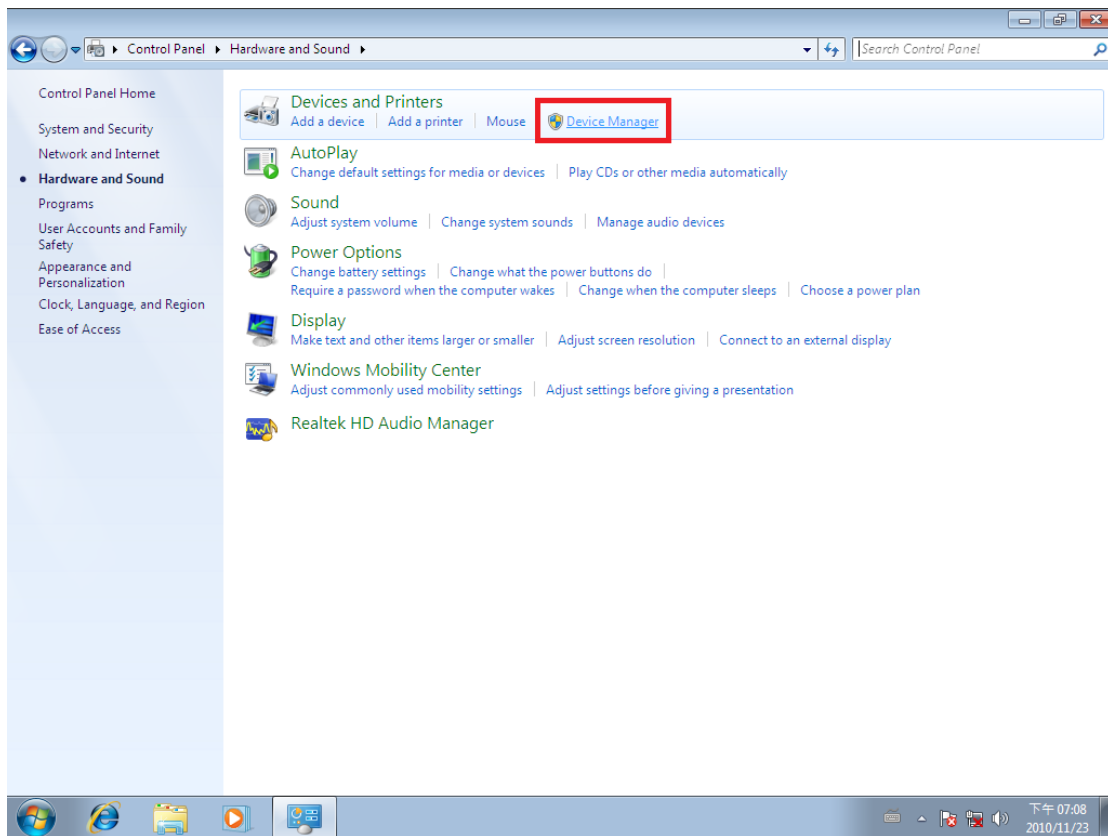 Control Panel Hardware and Sound
Search Control Panel
Control Panel Home
System and Security
Network and Internet
Hardware and Sound
Programs
User Accounts and Family
Safety
Appearance and
Personalization
Clock, Language, and Region
Ease of Access
Devices and Printers
Add a device Add a printer Mouse Device Manager
AutoPlay
Change default settings for media or devices Play CDs or other media automatically
Sound
Adjust system volume Change system sounds Manage audio devices
Power Options
Change battery settings Change what the power buttons do
Require a password when the computer wakes Change when the computer sleeps Choose a power plan
Display
Make text and other items larger or smaller Adjust screen resolution Connect to an external display
Windows Mobility Center
Adjust commonly used mobility settings Adjust settings before giving a presentation
Realtek HD Audio Manager
下午 07:08
2010/11/23